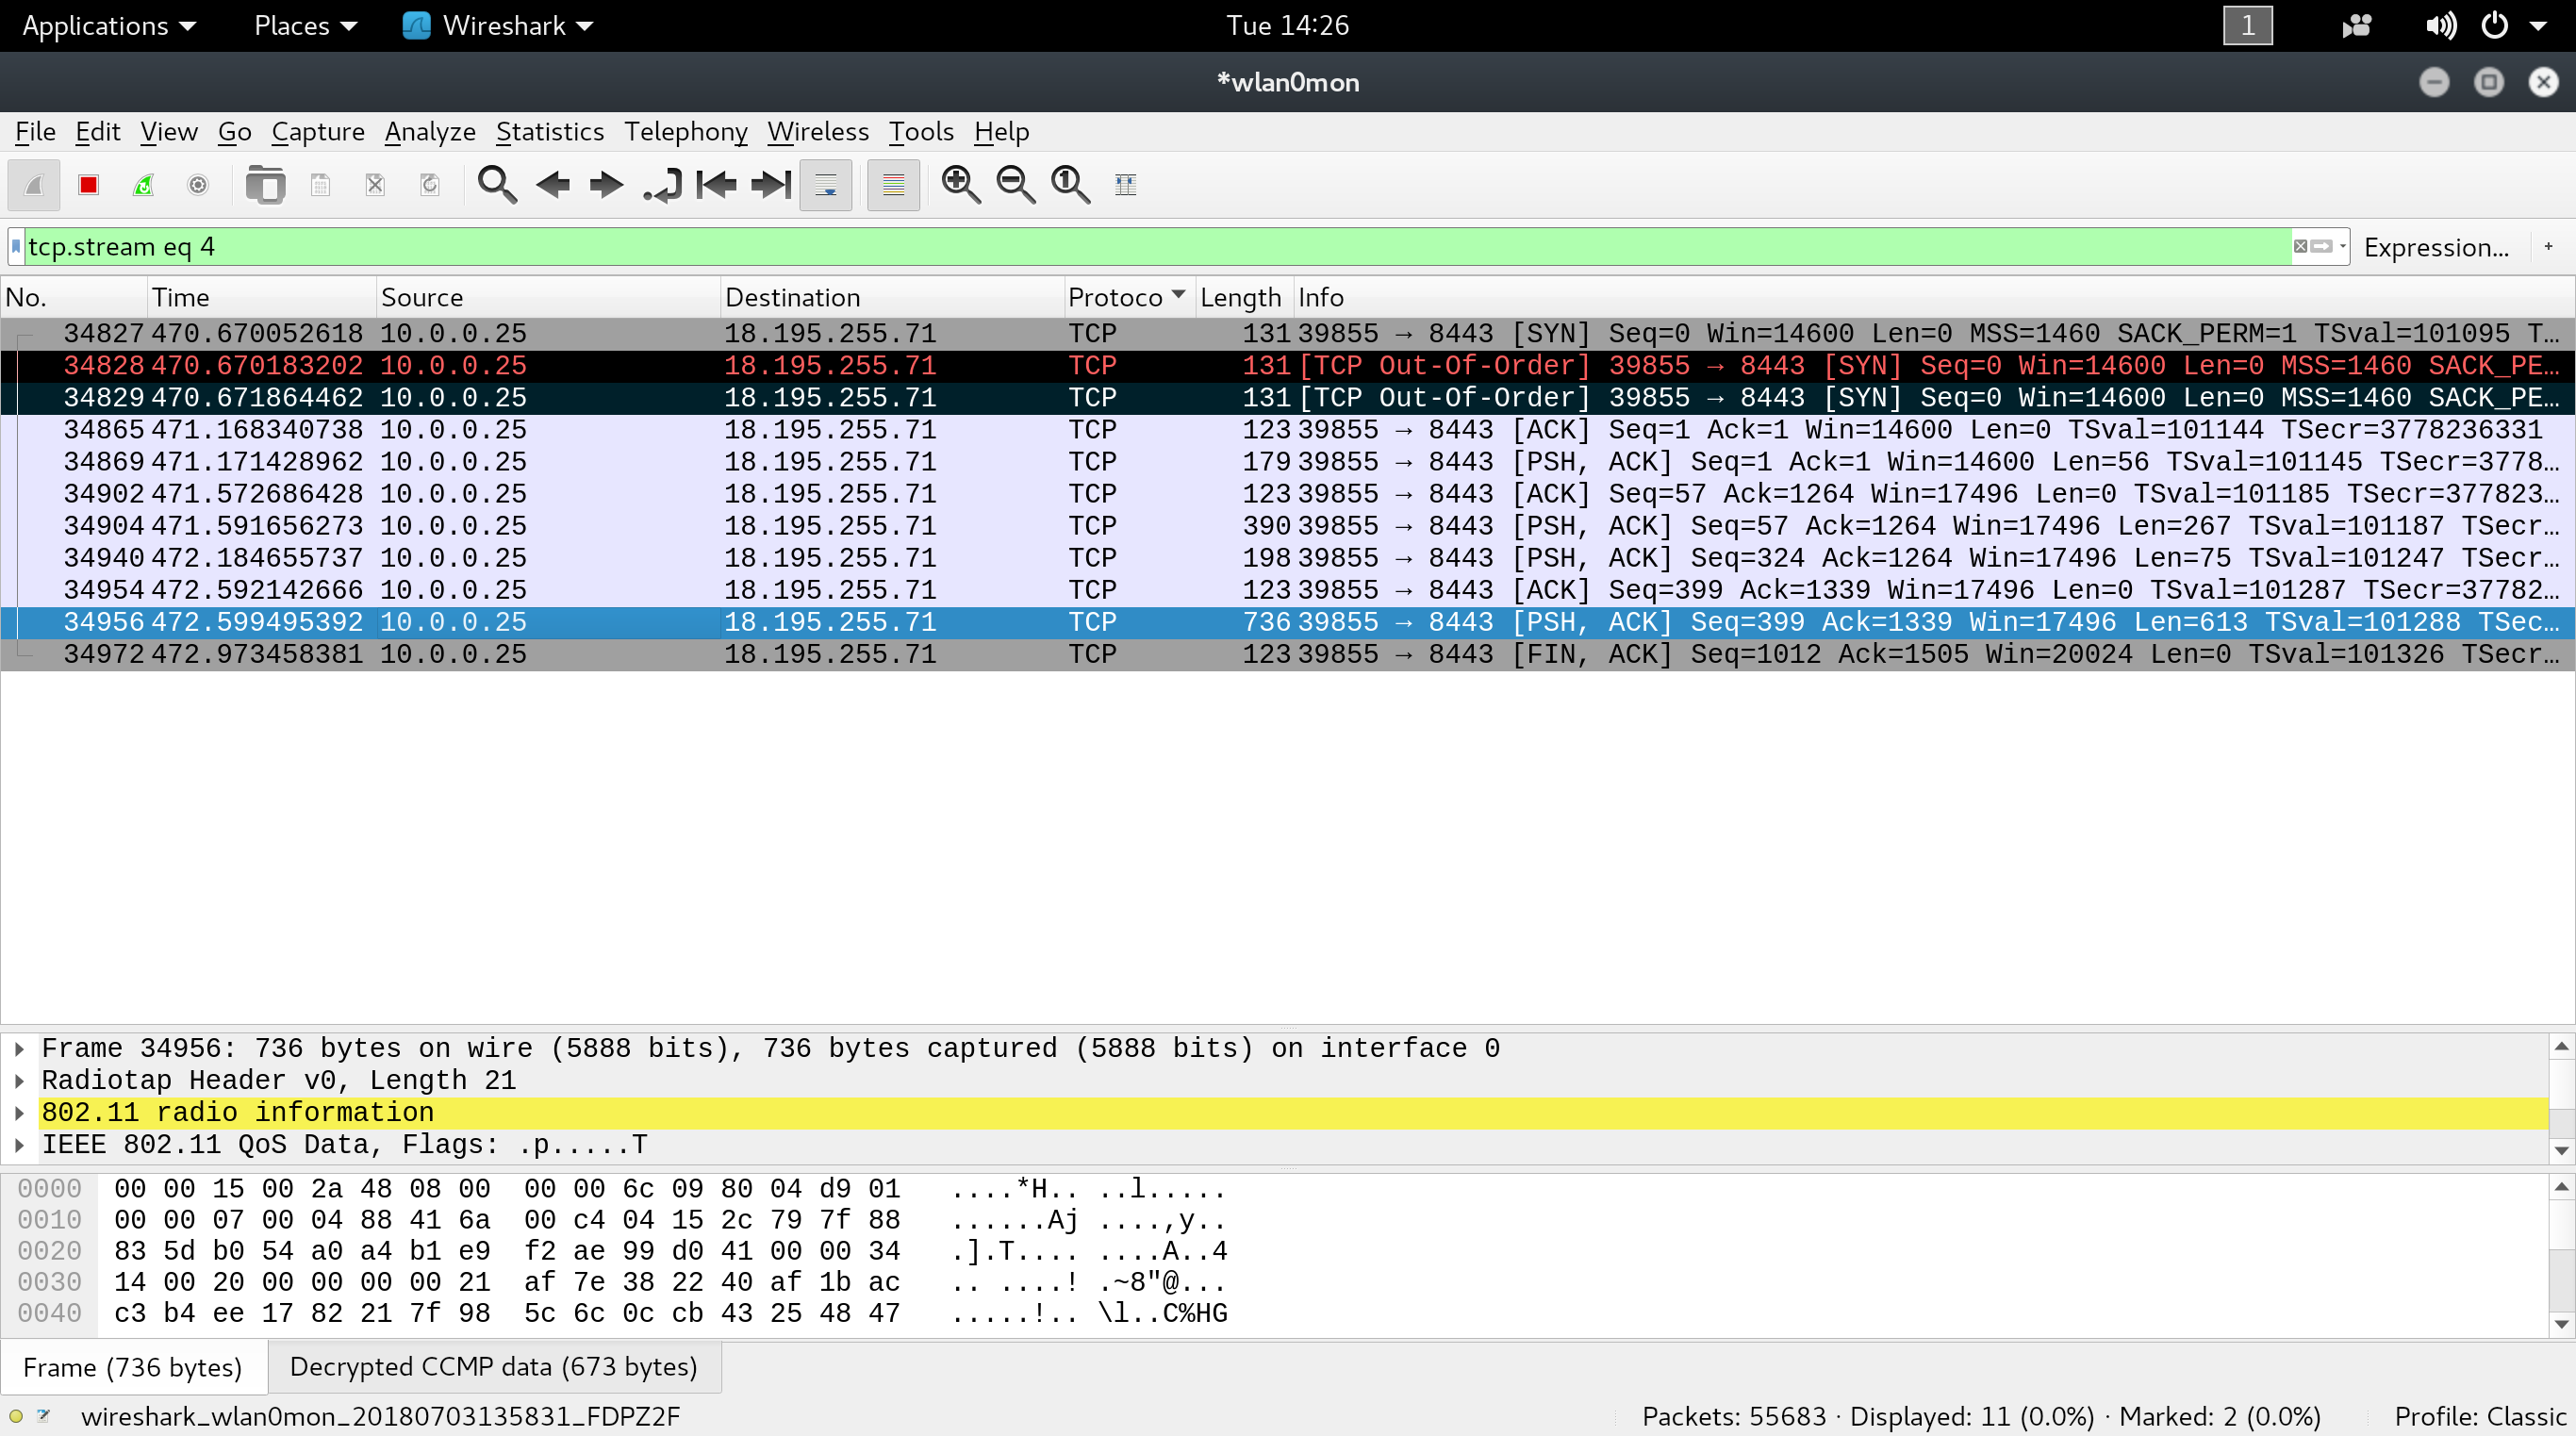 Applications Places Wireshark Tue 14:26 1
*wlan0mon
File Edit View Go Capture Analyze Statistics Telephony Wireless Tools Help
tcp.stream eq 4 Expression... +
No. Time Source Destination Protoco Length Info
34827 470.670052618 10.0.0.25 18.195.255.71 TCP 131 39855 → 8443 [SYN] Seq=0 Win=14600 Len=0 MSS=1460 SACK_PERM=1 TSval=101095 T…
34828 470.670183202 10.0.0.25 18.195.255.71 TCP 131 [TCP Out-Of-Order] 39855 → 8443 [SYN] Seq=0 Win=14600 Len=0 MSS=1460 SACK_PE…
34829 470.671864462 10.0.0.25 18.195.255.71 TCP 131 [TCP Out-Of-Order] 39855 → 8443 [SYN] Seq=0 Win=14600 Len=0 MSS=1460 SACK_PE…
34865 471.168340738 10.0.0.25 18.195.255.71 TCP 123 39855 → 8443 [ACK] Seq=1 Ack=1 Win=14600 Len=0 TSval=101144 TSecr=3778236331
34869 471.171428962 10.0.0.25 18.195.255.71 TCP 179 39855 → 8443 [PSH, ACK] Seq=1 Ack=1 Win=14600 Len=56 TSval=101145 TSecr=3778…
34902 471.572686428 10.0.0.25 18.195.255.71 TCP 123 39855 → 8443 [ACK] Seq=57 Ack=1264 Win=17496 Len=0 TSval=101185 TSecr=377823…
34904 471.591656273 10.0.0.25 18.195.255.71 TCP 390 39855 → 8443 [PSH, ACK] Seq=57 Ack=1264 Win=17496 Len=267 TSval=101187 TSecr…
34940 472.184655737 10.0.0.25 18.195.255.71 TCP 198 39855 → 8443 [PSH, ACK] Seq=324 Ack=1264 Win=17496 Len=75 TSval=101247 TSecr…
34954 472.592142666 10.0.0.25 18.195.255.71 TCP 123 39855 → 8443 [ACK] Seq=399 Ack=1339 Win=17496 Len=0 TSval=101287 TSecr=37782…
34956 472.599495392 10.0.0.25 18.195.255.71 TCP 736 39855 → 8443 [PSH, ACK] Seq=399 Ack=1339 Win=17496 Len=613 TSval=101288 TSec…
34972 472.973458381 10.0.0.25 18.195.255.71 TCP 123 39855 → 8443 [FIN, ACK] Seq=1012 Ack=1505 Win=20024 Len=0 TSval=101326 TSecr…
Frame 34956: 736 bytes on wire (5888 bits), 736 bytes captured (5888 bits) on interface 0
Radiotap Header v0, Length 21
802.11 radio information
IEEE 802.11 QoS Data, Flags: .p.....T
0000 00 00 15 00 2a 48 08 00 00 00 6c 09 80 04 d9 01 ....*H.. ..l.....
0010 00 00 07 00 04 88 41 6a 00 c4 04 15 2c 79 7f 88 ......Aj ....,y..
0020 83 5d b0 54 a0 a4 b1 e9 f2 ae 99 d0 41 00 00 34 .].T.... ....A..4
0030 14 00 20 00 00 00 00 21 af 7e 38 22 40 af 1b ac .. ....! .~8"@...
0040 c3 b4 ee 17 82 21 7f 98 5c 6c 0c cb 43 25 48 47 .....!.. \l..C%HG
Frame (736 bytes) Decrypted CCMP data (673 bytes)
wireshark_wlan0mon_20180703135831_FDPZ2F Packets: 55683 · Displayed: 11 (0.0%) · Marked: 2 (0.0%) Profile: Classic